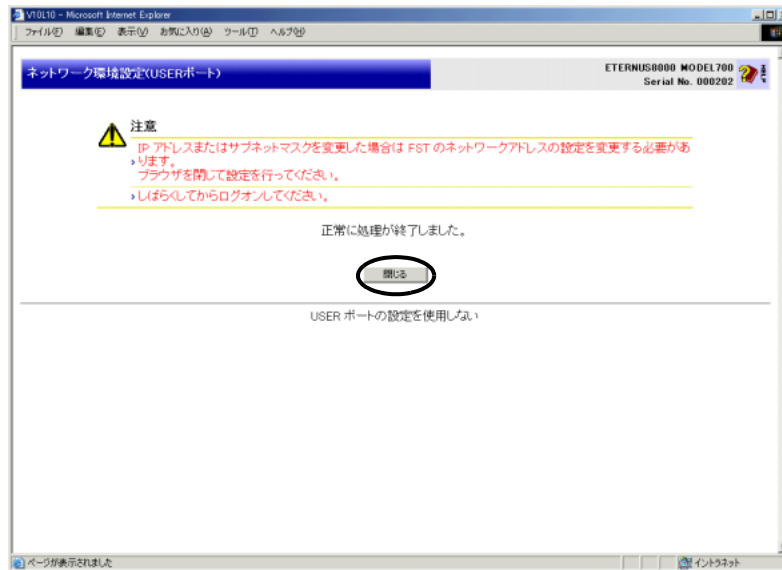 V10L10 - Microsoft Internet Explorer
ファイル(F) 編集(E) 表示(V) お気に入り(A) ツール(T) ヘルプ(H)
ネットワーク環境設定(USERポート)
ETERNUS8000 MODEL700
Serial No. 000202
HELP
注意
IP アドレスまたはサブネットマスクを変更した場合は FST のネットワークアドレスの設定を変更する必要があ
ります。
ブラウザを閉じて設定を行ってください。
しばらくしてからログオンしてください。
正常に処理が終了しました。
閉じる
USER ポートの設定を使用しない
ページが表示されました
イントラネット